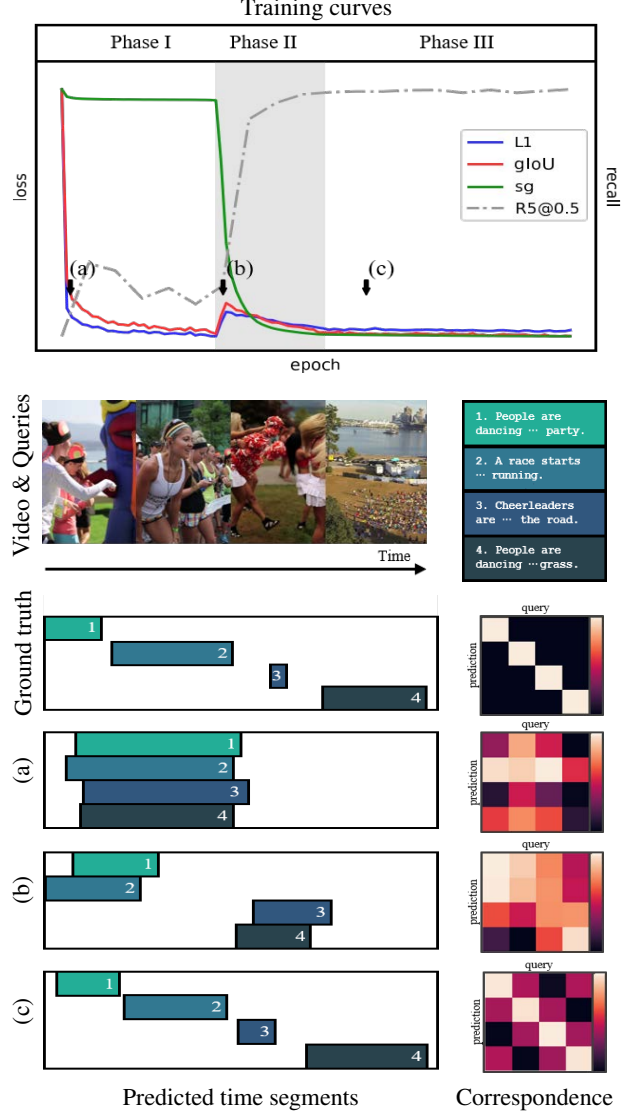 Training curves
Phase I
Phase II
Phase III
loss
recall
L1
gIoU
sg
R5@0.5
(a)
(b)
(c)
epoch
Video & Queries
Time
1. People are
dancing ⋯ party.
2. A race starts
⋯ running.
3. Cheerleaders
are ⋯ the road.
4. People are
dancing ⋯grass.
Ground truth
1
2
3
4
query
prediction
(a)
1
2
3
4
query
prediction
(b)
1
2
3
4
query
prediction
(c)
1
2
3
4
query
prediction
Predicted time segments
Correspondence